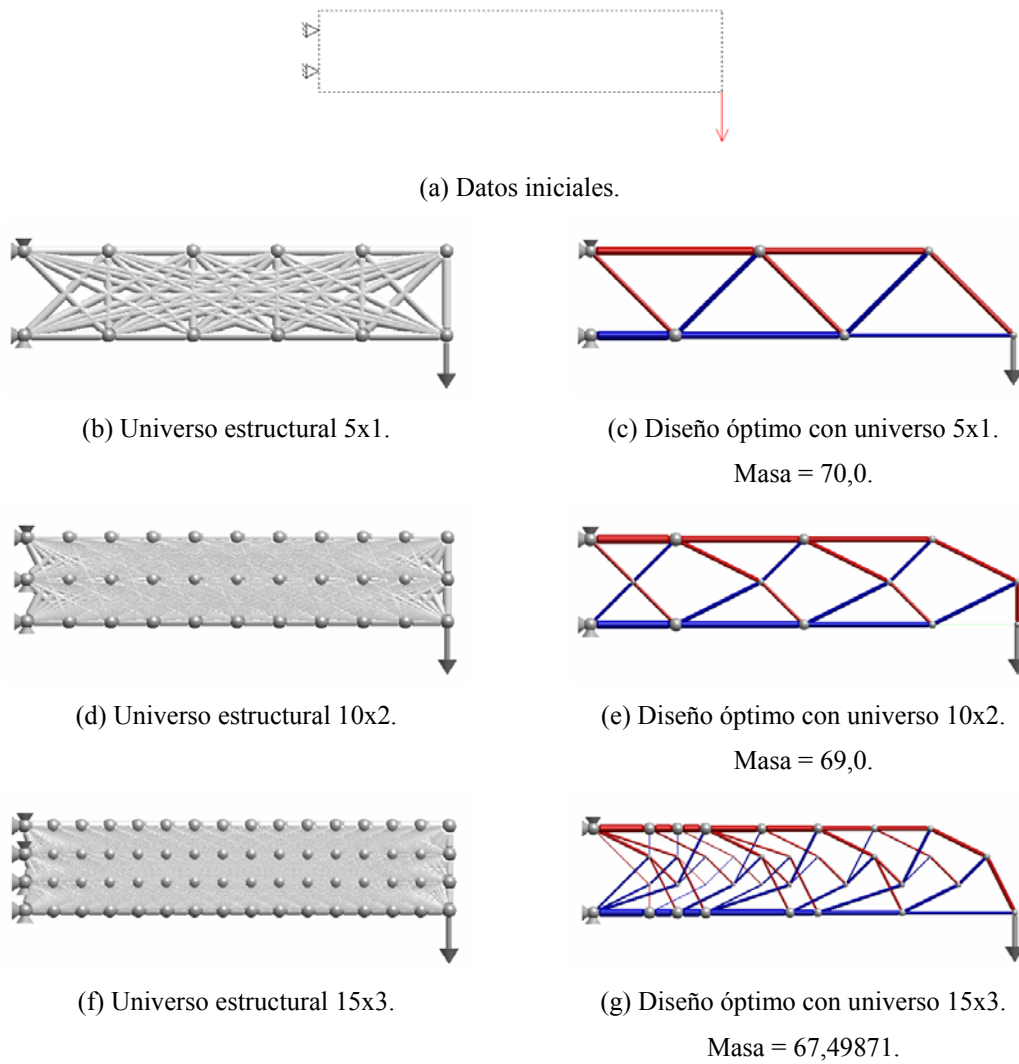 (a) Datos iniciales.
(b) Universo estructural 5x1.
(c) Diseño óptimo con universo 5x1.
Masa = 70,0.
(d) Universo estructural 10x2.
(e) Diseño óptimo con universo 10x2.
Masa = 69,0.
(f) Universo estructural 15x3.
(g) Diseño óptimo con universo 15x3.
Masa = 67,49871.